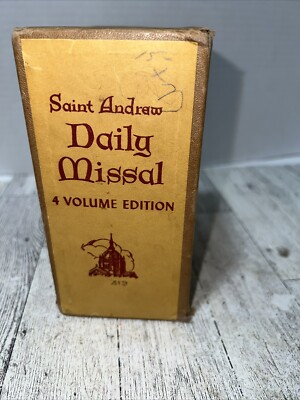 Saint Andrew
Daily
Missal
4 VOLUME EDITION